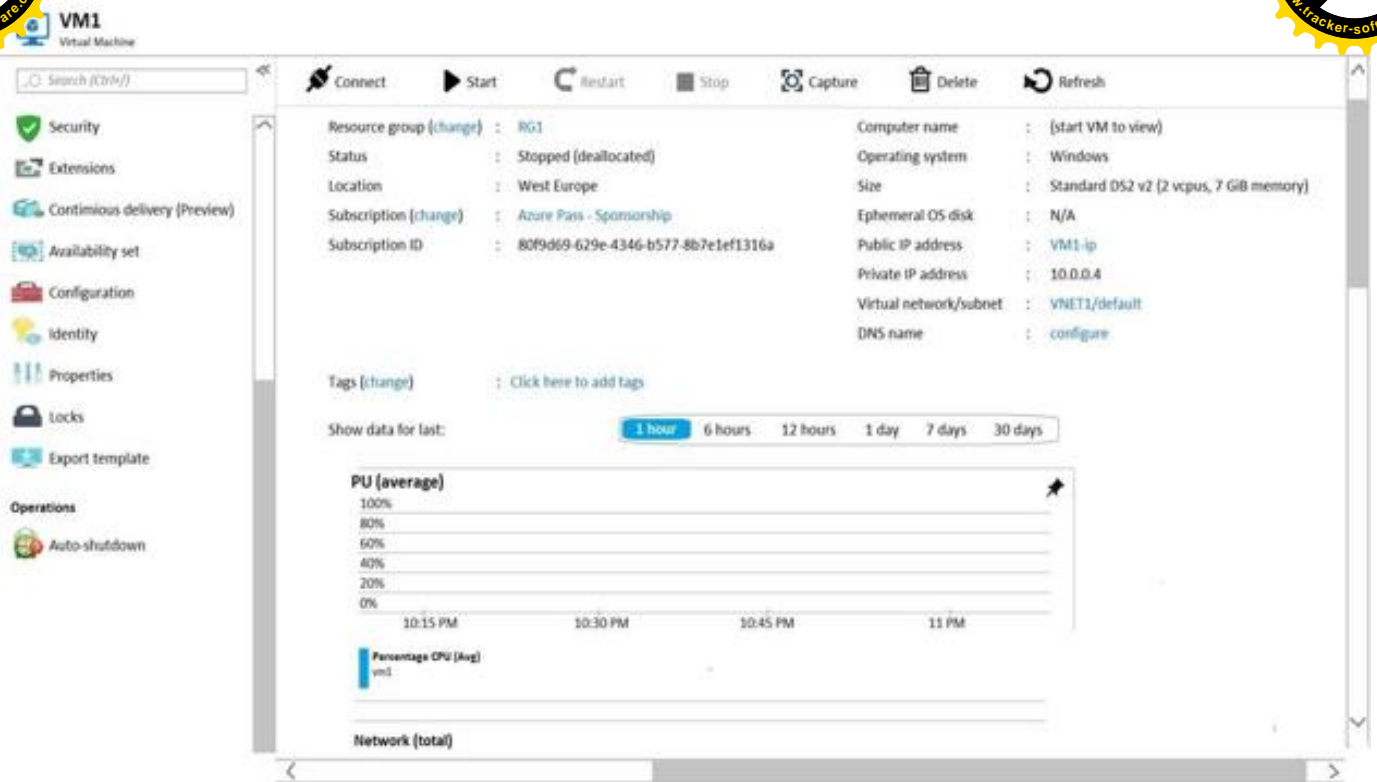 are.c
w.tracker-soft
VM1
Virtual Machine
Search (Ctrl+/)
Connect Start Restart Stop Capture Delete Refresh
Security
Extensions
Contimious delivery (Preview)
Availability set
Configuration
Identity
Properties
Locks
Export template
Operations
Auto-shutdown
Resource group (change) : RG1
Status : Stopped (deallocated)
Location : West Europe
Subscription (change) : Azure Pass - Sponsorship
Subscription ID : 80f9d69-629e-4346-b577-8b7e1ef1316a
Computer name : (start VM to view)
Operating system : Windows
Size : Standard DS2 v2 (2 vcpus, 7 GiB memory)
Ephemeral OS disk : N/A
Public IP address : VM1-ip
Private IP address : 10.0.0.4
Virtual network/subnet : VNET1/default
DNS name : configure
Tags (change) : Click here to add tags
Show data for last: 1 hour 6 hours 12 hours 1 day 7 days 30 days
PU (average)
100%
80%
60%
40%
20%
0%
10:15 PM 10:30 PM 10:45 PM 11 PM
Percentage CPU (Avg)
vm1
Network (total)